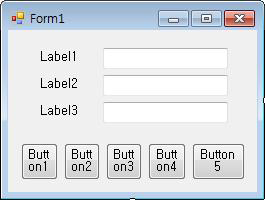 Form1
Label1
Label2
Label3
Butt
on1
Butt
on2
Butt
on3
Butt
on4
Button
5